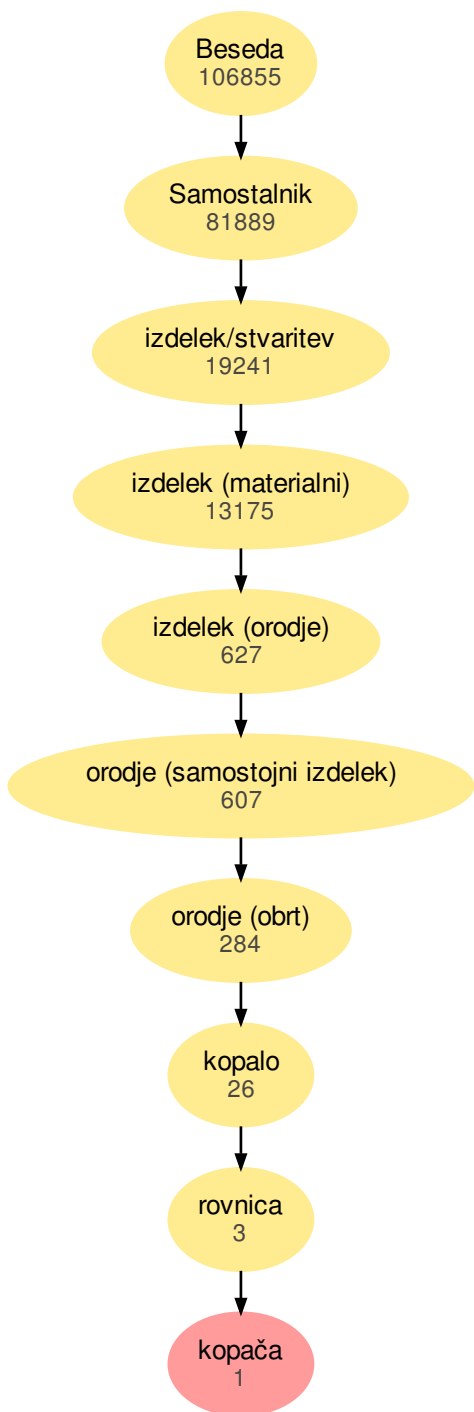 Beseda
106855
Samostalnik
81889
izdelek/stvaritev
19241
izdelek (materialni)
13175
izdelek (orodje)
627
orodje (samostojni izdelek)
607
orodje (obrt)
284
kopalo
26
rovnica
3
kopača
1